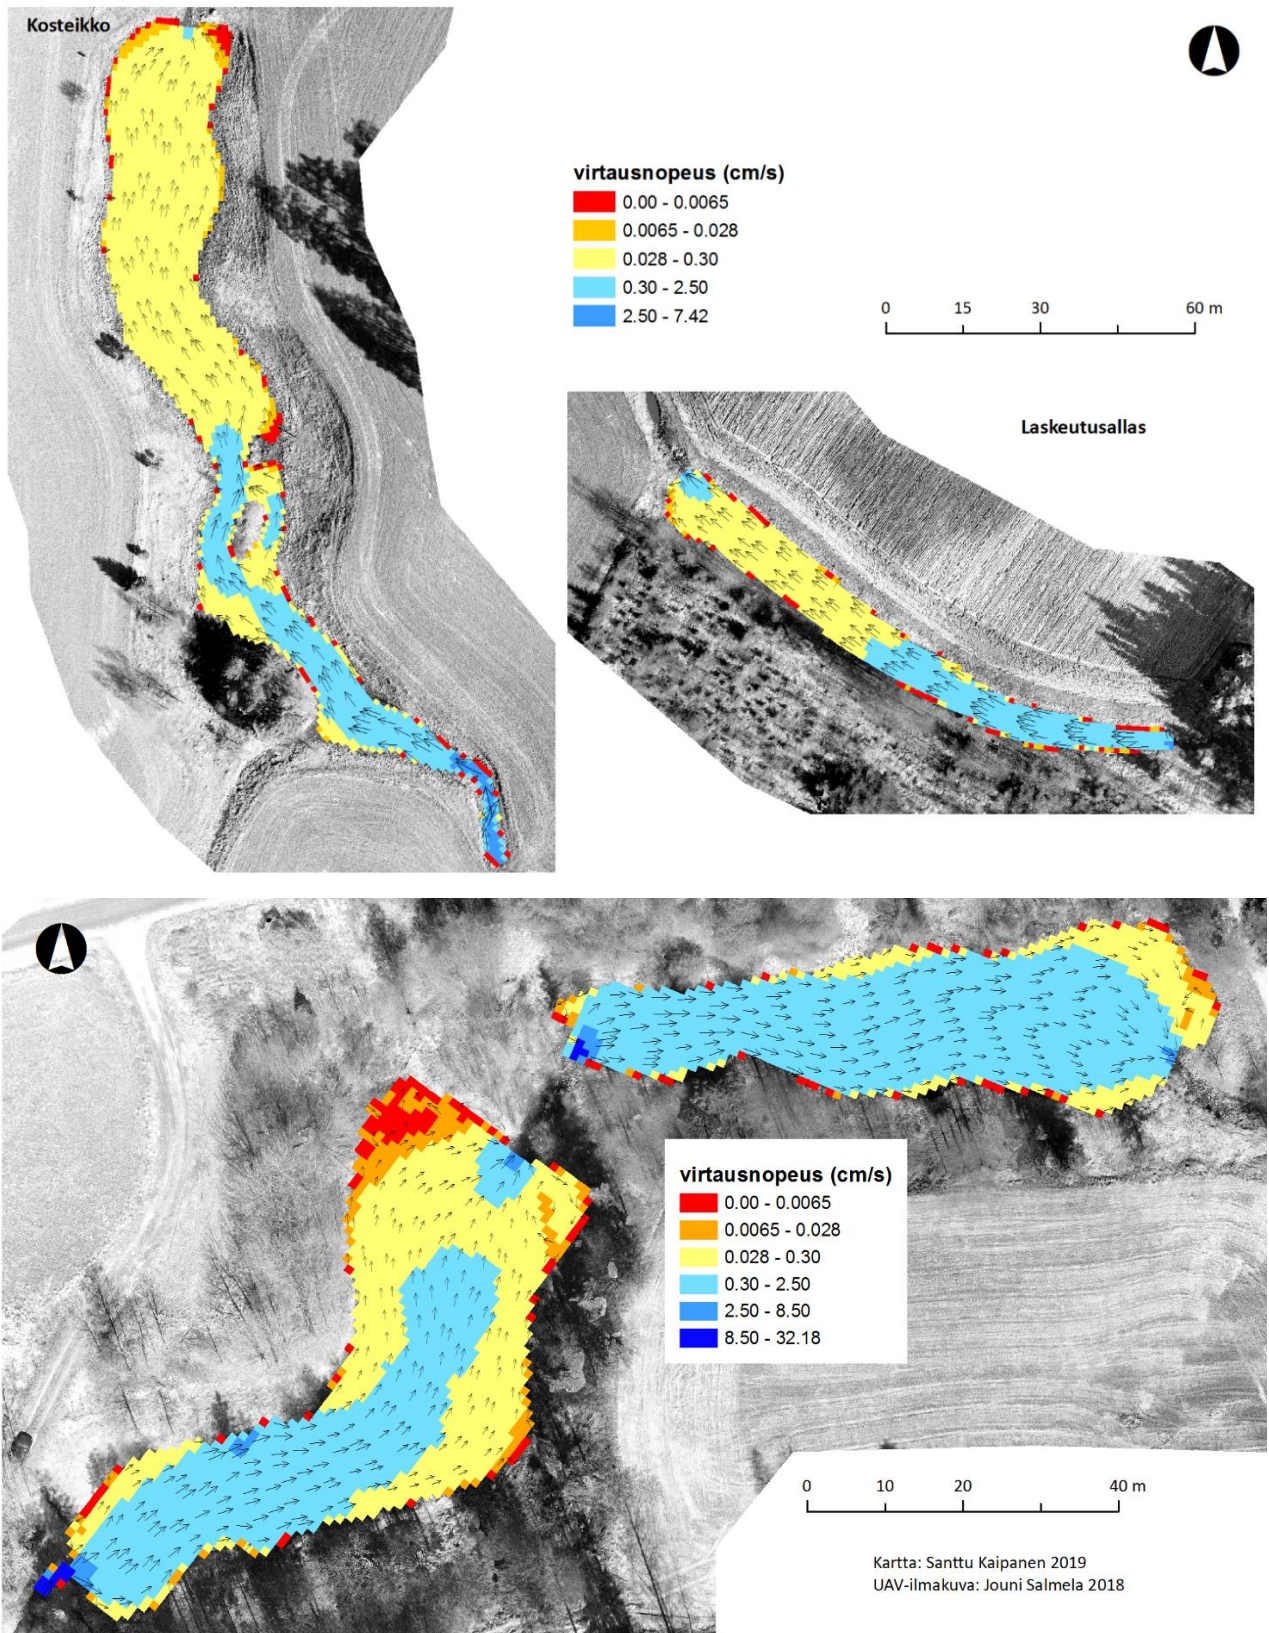 Kosteikko
virtausnopeus (cm/s)
0.00 - 0.0065
0.0065 - 0.028
0.028 - 0.30
0.30 - 2.50
2.50 - 7.42
0 15 30 60 m
Laskeutusallas
virtausnopeus (cm/s)
0.00 - 0.0065
0.0065 - 0.028
0.028 - 0.30
0.30 - 2.50
2.50 - 8.50
8.50 - 32.18
0 10 20 40 m
Kartta: Santtu Kaipanen 2019
UAV-ilmakuva: Jouni Salmela 2018